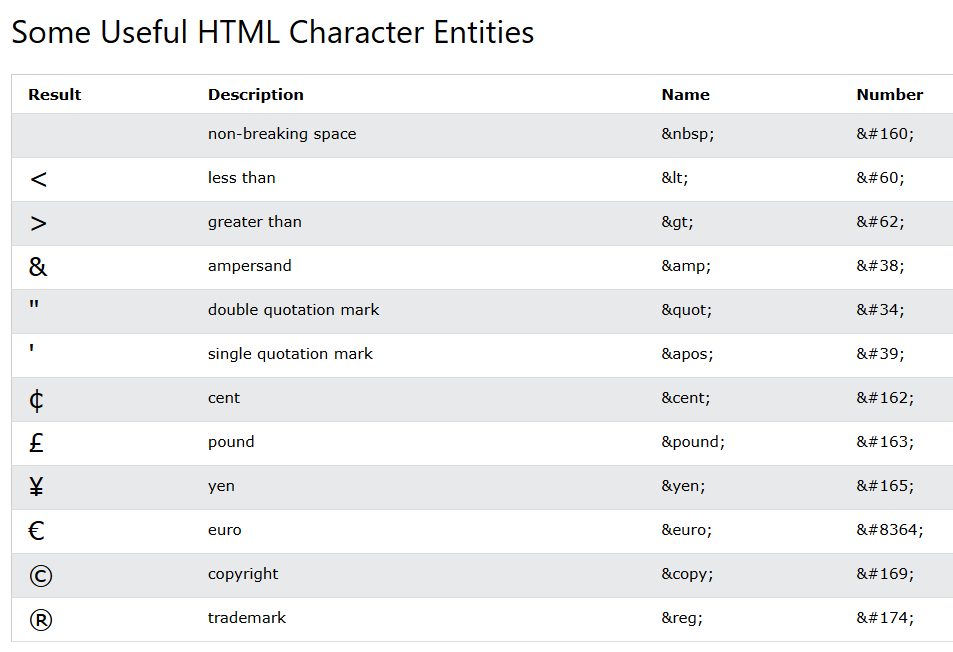 Some Useful HTML Character Entities
Result Description Name Number
non-breaking space &nbsp; &#160;
< less than &lt; &#60;
> greater than &gt; &#62;
& ampersand &amp; &#38;
" double quotation mark &quot; &#34;
' single quotation mark &apos; &#39;
¢ cent &cent; &#162;
£ pound &pound; &#163;
¥ yen &yen; &#165;
€ euro &euro; &#8364;
© copyright &copy; &#169;
® trademark &reg; &#174;